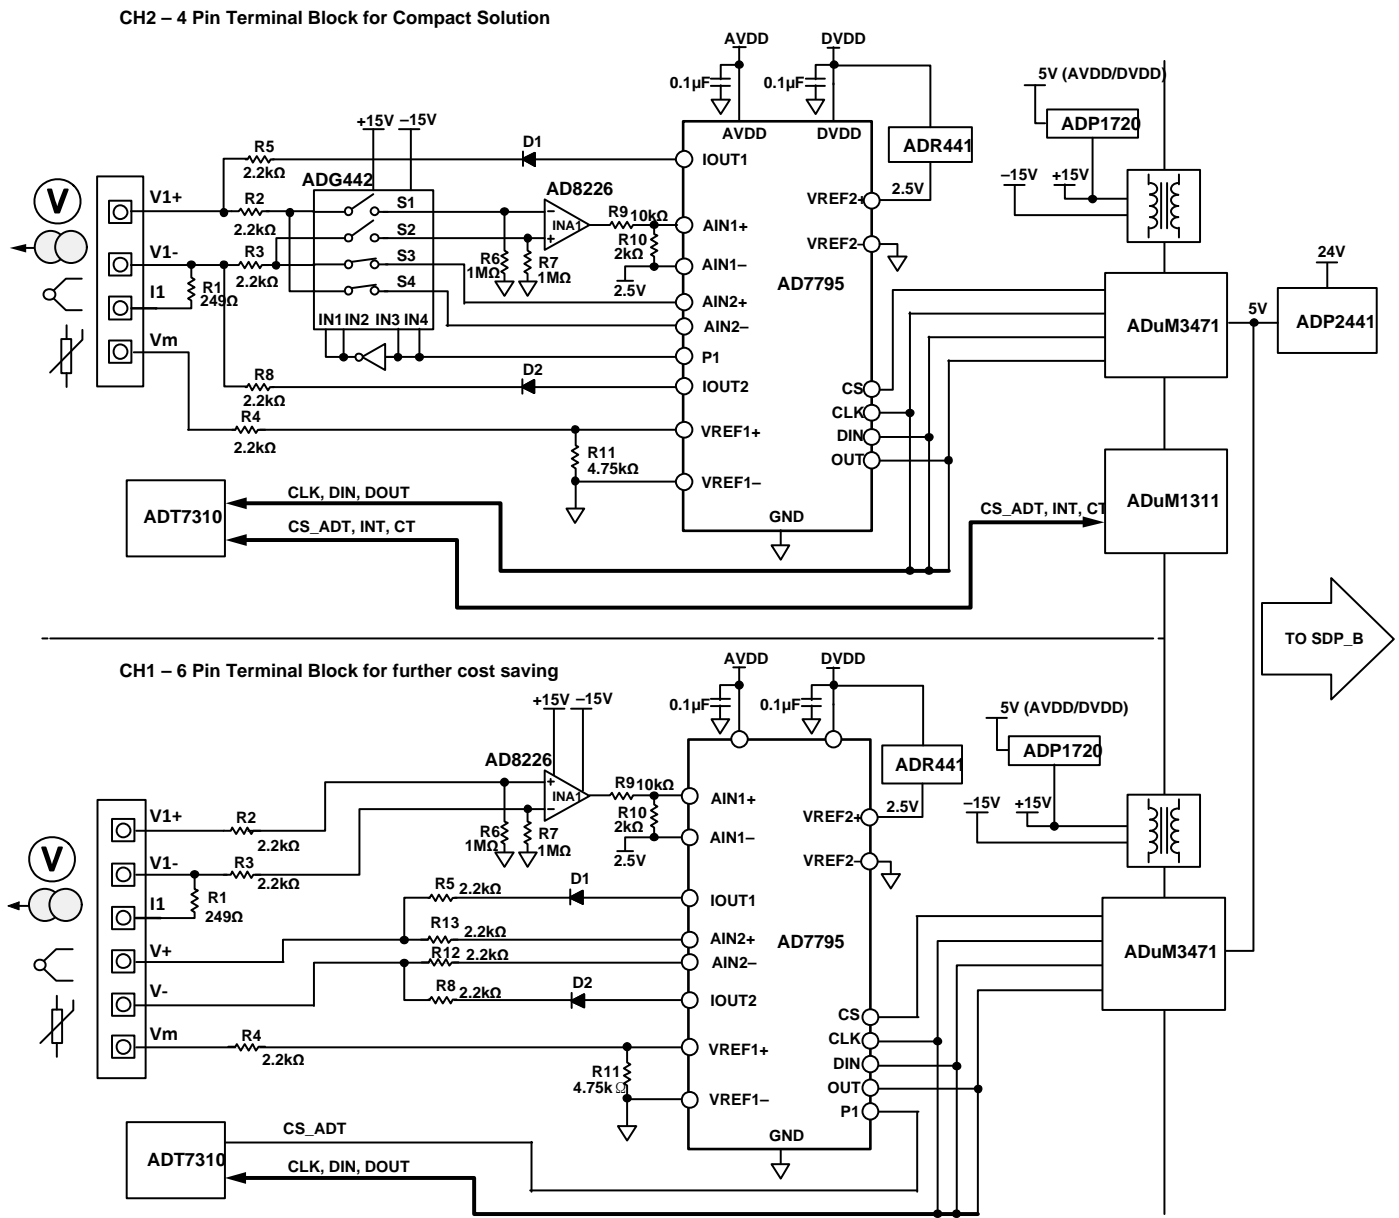 CH2 – 4 Pin Terminal Block for Compact Solution
AVDD
DVDD
0.1µF
0.1µF
5V (AVDD/DVDD)
ADP1720
+15V
–15V
AVDD
DVDD
ADR441
R5
2.2kΩ
D1
IOUT1
ADG442
AD8226
2.5V
VREF2+
–15V
+15V
V
V1+
R2
2.2kΩ
S1
INA1
R9
10kΩ
AIN1+
S2
R10
2kΩ
VREF2–
V1-
R3
2.2kΩ
S3
R6
1MΩ
R7
1MΩ
AIN1–
2.5V
AD7795
24V
I1
R1
249Ω
S4
AIN2+
5V
ADuM3471
ADP2441
IN1
IN2
IN3
IN4
AIN2–
Vm
P1
R8
2.2kΩ
D2
IOUT2
CS
CLK
R4
2.2kΩ
VREF1+
DIN
OUT
R11
4.75kΩ
VREF1–
ADT7310
CLK, DIN, DOUT
CS_ADT, INT, CT
GND
CS_ADT, INT, CT
ADuM1311
TO SDP_B
CH1 – 6 Pin Terminal Block for further cost saving
AVDD
DVDD
+15V
–15V
0.1µF
0.1µF
5V (AVDD/DVDD)
ADP1720
AD8226
INA1
R9
10kΩ
ADR441
AIN1+
2.5V
–15V
+15V
V1+
R2
2.2kΩ
R6
1MΩ
R7
1MΩ
R10
2kΩ
2.5V
AIN1–
VREF2+
V
V1-
R3
2.2kΩ
VREF2–
I1
R1
249Ω
R5
2.2kΩ
D1
IOUT1
V+
R13
2.2kΩ
AIN2+
AD7795
ADuM3471
R12
2.2kΩ
AIN2–
V-
R8
2.2kΩ
D2
IOUT2
CS
Vm
R4
2.2kΩ
VREF1+
CLK
DIN
R11
4.75kΩ
OUT
VREF1–
P1
CS_ADT
GND
ADT7310
CLK, DIN, DOUT